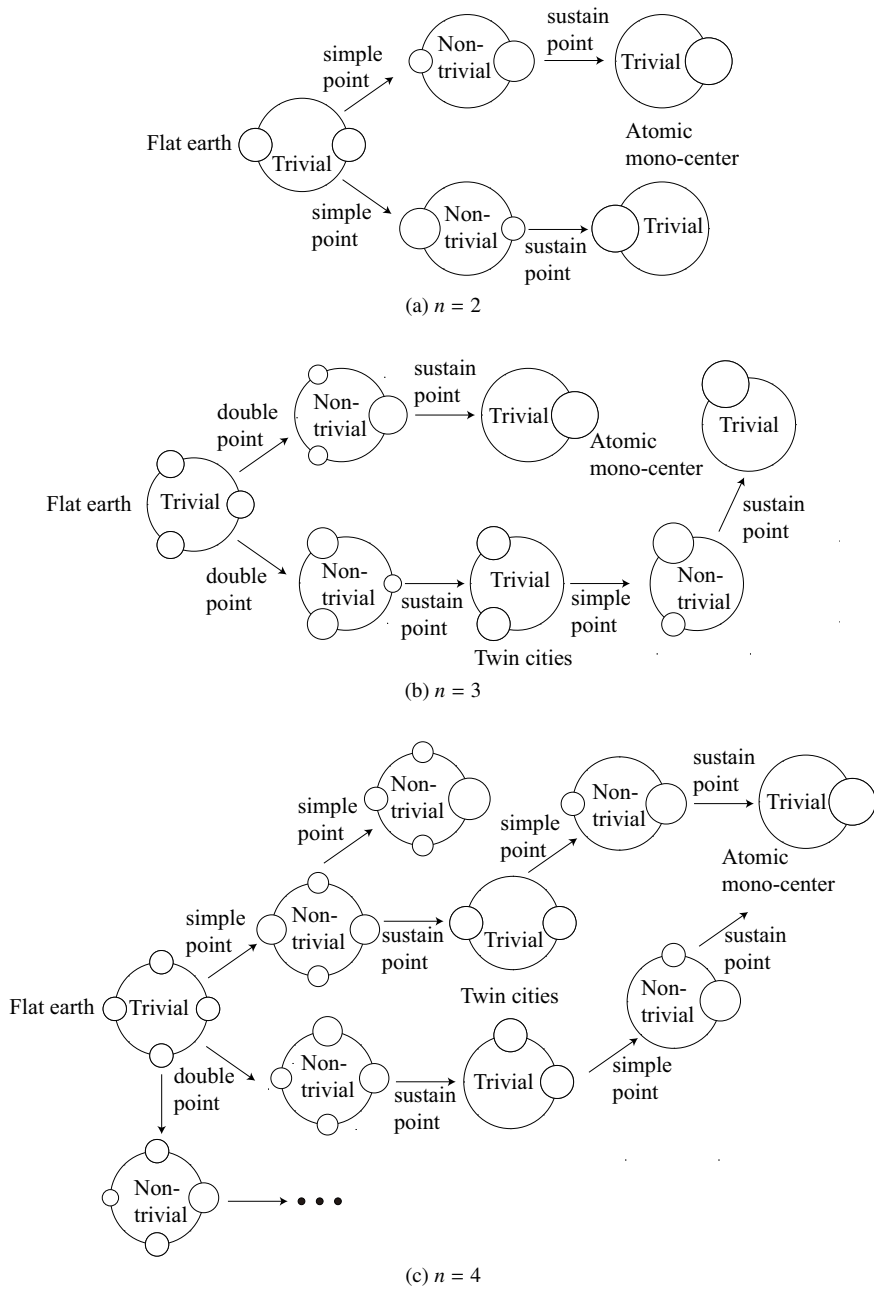 simple
point
Non-
trivial
sustain
point
Trivial
Flat earth
Trivial
Atomic
mono-center
simple
point
Non-
trivial
sustain
point
Trivial
(a) n = 2
double
point
Non-
trivial
sustain
point
Trivial
Atomic
mono-center
Trivial
Flat earth
Trivial
sustain
point
double
point
Non-
trivial
sustain
point
Trivial
simple
point
Non-
trivial
Twin cities
(b) n = 3
simple
point
Non-
trivial
simple
point
Non-
trivial
sustain
point
Trivial
Atomic
mono-center
simple
point
Non-
trivial
sustain
point
Trivial
sustain
point
Flat earth
Trivial
Twin cities
Non-
trivial
double
point
Non-
trivial
sustain
point
Trivial
simple
point
Non-
trivial
(c) n = 4